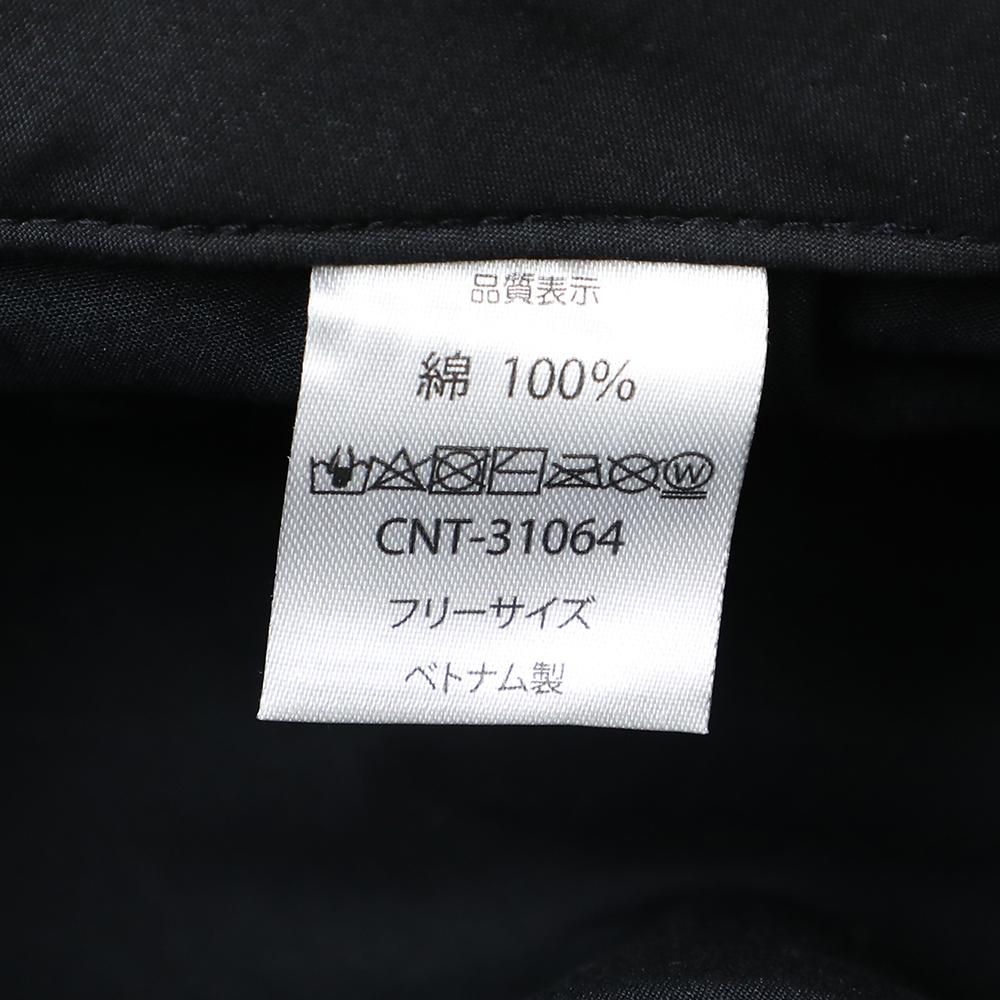 品質表示
綿 100%
W
CNT-31064
フリーサイズ
ベトナム製